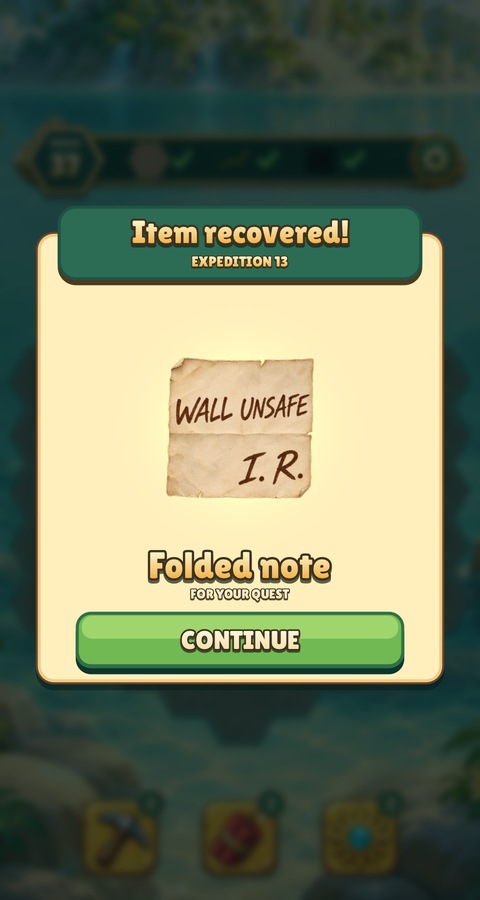 Item recovered!
EXPEDITION 13
WALL UNSAFE
I. R.
Folded note
FOR YOUR QUEST
CONTINUE